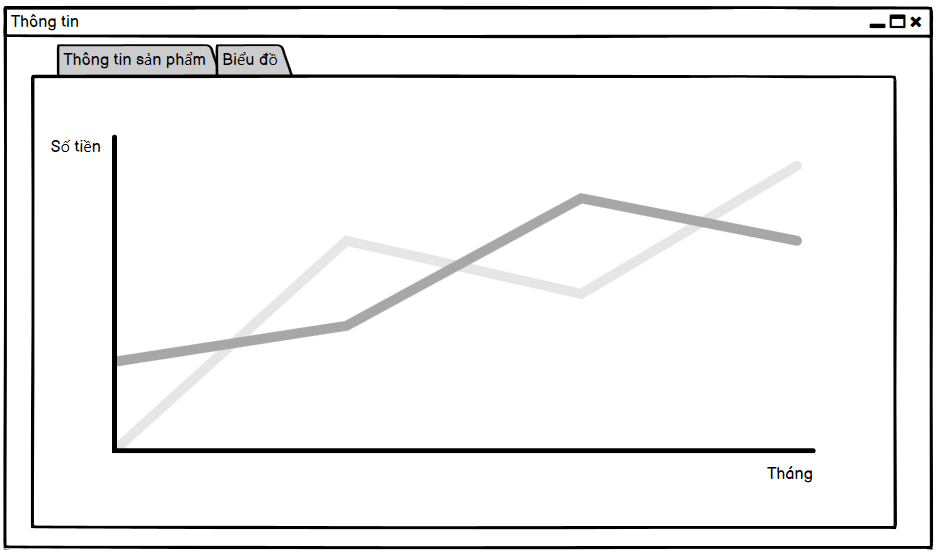 Thông tin
Thông tin sản phẩm
Biểu đồ
Số tiền
Tháng